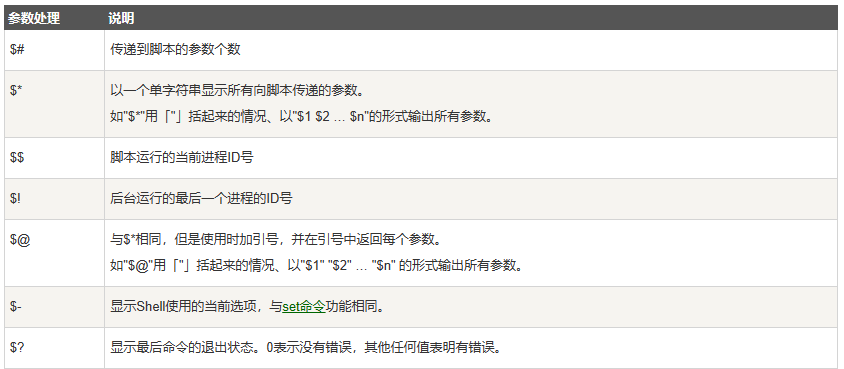 参数处理 说明
$# 传递到脚本的参数个数
$* 以一个单字符串显示所有向脚本传递的参数。
如"$*"用「"」括起来的情况、以"$1 $2 … $n"的形式输出所有参数。
$$ 脚本运行的当前进程ID号
$! 后台运行的最后一个进程的ID号
$@ 与$*相同，但是使用时加引号，并在引号中返回每个参数。
如"$@"用「"」括起来的情况、以"$1" "$2" … "$n" 的形式输出所有参数。
$- 显示Shell使用的当前选项，与set命令功能相同。
$? 显示最后命令的退出状态。0表示没有错误，其他任何值表明有错误。